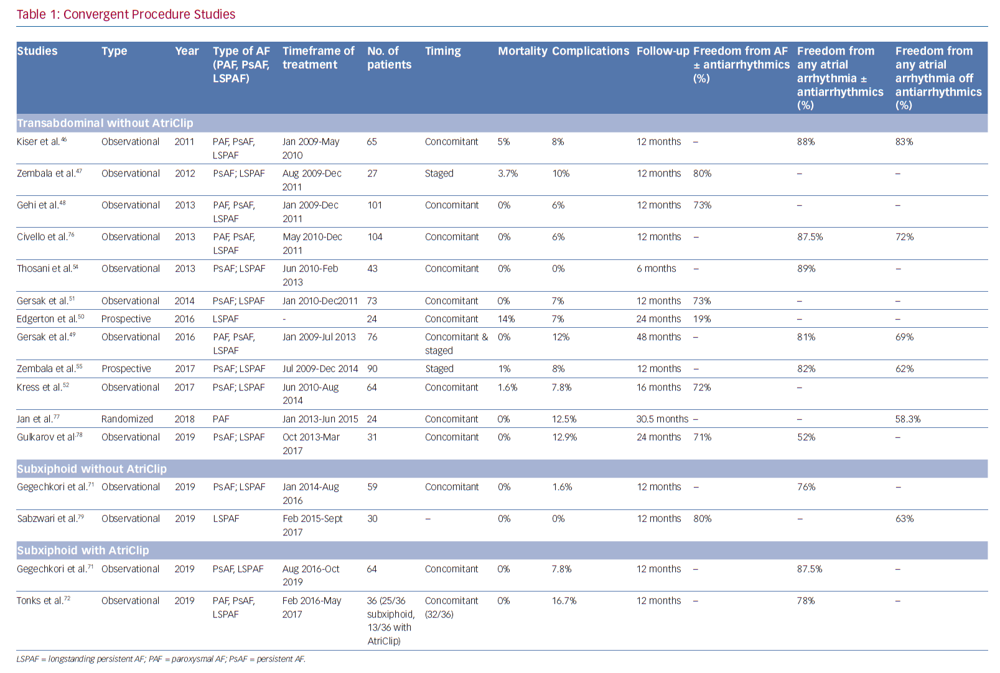 Table 1: Convergent Procedure Studies
Studies Type Year Type of AF (PAF, PsAF, LSPAF) Timeframe of treatment No. of patients Timing Mortality Complications Follow-up Freedom from AF ± antiarrhythmics (%) Freedom from any atrial arrhythmia ± antiarrhythmics (%) Freedom from any atrial arrhythmia off antiarrhythmics (%)
Transabdominal without AtriClip
Kiser et al.46 Observational 2011 PAF, PsAF, LSPAF Jan 2009-May 2010 65 Concomitant 5% 8% 12 months – 88% 83%
Zembala et al.47 Observational 2012 PsAF; LSPAF Aug 2009-Dec 2011 27 Staged 3.7% 10% 12 months 80% – –
Gehi et al.48 Observational 2013 PAF, PsAF, LSPAF Jan 2009-Dec 2011 101 Concomitant 0% 6% 12 months 73% – –
Civello et al.76 Observational 2013 PAF, PsAF, LSPAF May 2010-Dec 2011 104 Concomitant 0% 6% 12 months – 87.5% 72%
Thosani et al.54 Observational 2013 PsAF; LSPAF Jun 2010-Feb 2013 43 Concomitant 0% 0% 6 months – 89% –
Gersak et al.51 Observational 2014 PsAF; LSPAF Jan 2010-Dec2011 73 Concomitant 0% 7% 12 months 73% – –
Edgerton et al.50 Prospective 2016 LSPAF - 24 Concomitant 14% 7% 24 months 19% – –
Gersak et al.49 Observational 2016 PAF, PsAF, LSPAF Jan 2009-Jul 2013 76 Concomitant & staged 0% 12% 48 months – 81% 69%
Zembala et al.55 Prospective 2017 PsAF; LSPAF Jul 2009-Dec 2014 90 Staged 1% 8% 12 months – 82% 62%
Kress et al.52 Observational 2017 PsAF; LSPAF Jun 2010-Aug 2014 64 Concomitant 1.6% 7.8% 16 months 72% –
Jan et al.77 Randomized 2018 PAF Jan 2013-Jun 2015 24 Concomitant 0% 12.5% 30.5 months – – 58.3%
Gulkarov et al.78 Observational 2019 PsAF; LSPAF Oct 2013-Mar 2017 31 Concomitant 0% 12.9% 24 months 71% 52% –
Subxiphoid without AtriClip
Gegechkori et al.71 Observational 2019 PsAF; LSPAF Jan 2014-Aug 2016 59 Concomitant 0% 1.6% 12 months – 76% –
Sabzwari et al.79 Observational 2019 LSPAF Feb 2015-Sept 2017 30 – 0% 0% 12 months 80% – 63%
Subxiphoid with AtriClip
Gegechkori et al.71 Observational 2019 PsAF, LSPAF Aug 2016-Oct 2019 64 Concomitant 0% 7.8% 12 months – 87.5% –
Tonks et al.72 Observational 2019 PAF, PsAF, LSPAF Feb 2016-May 2017 36 (25/36 subxiphoid, 13/36 with AtriClip) Concomitant (32/36) 0% 16.7% 12 months – 78% –
LSPAF = longstanding persistent AF; PAF = paroxysmal AF; PsAF = persistent AF.